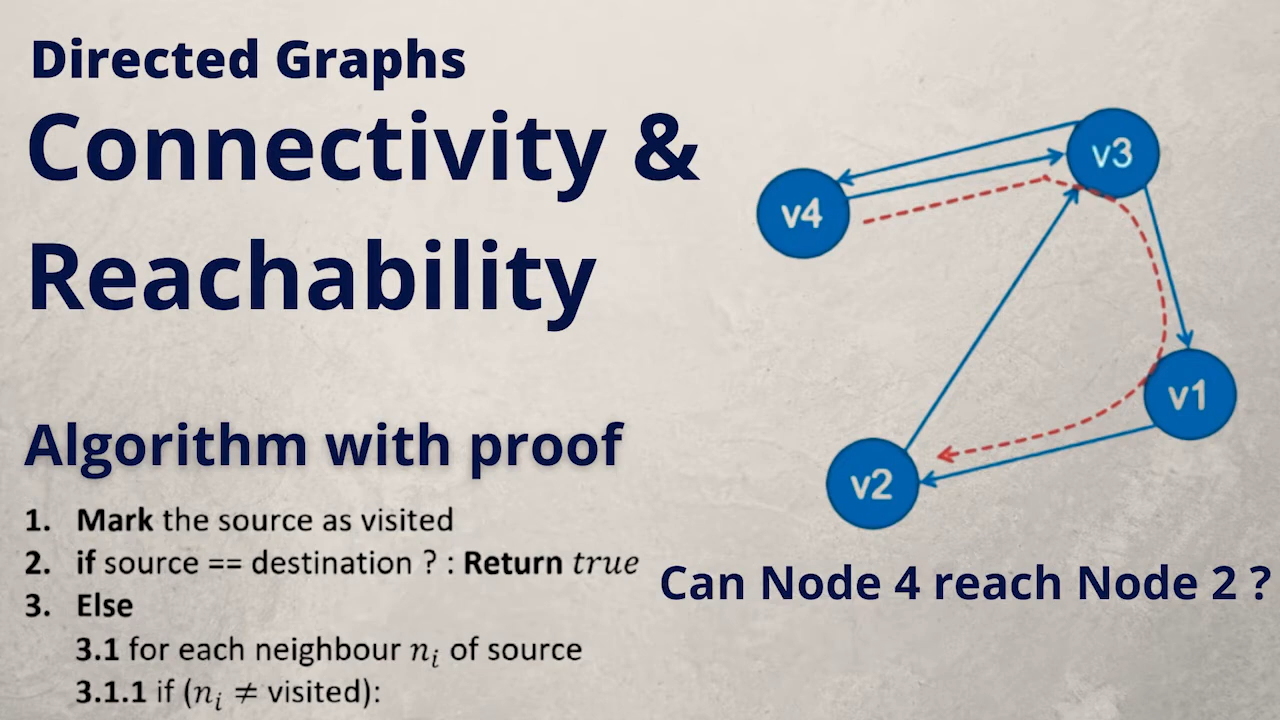 Directed Graphs
Connectivity &
Reachability
Algorithm with proof
1. Mark the source as visited
2. if source == destination ? : Return true
3. Else
3.1 for each neighbour nᵢ of source
3.1.1 if (nᵢ ≠ visited):
v3
v4
v1
v2
Can Node 4 reach Node 2 ?